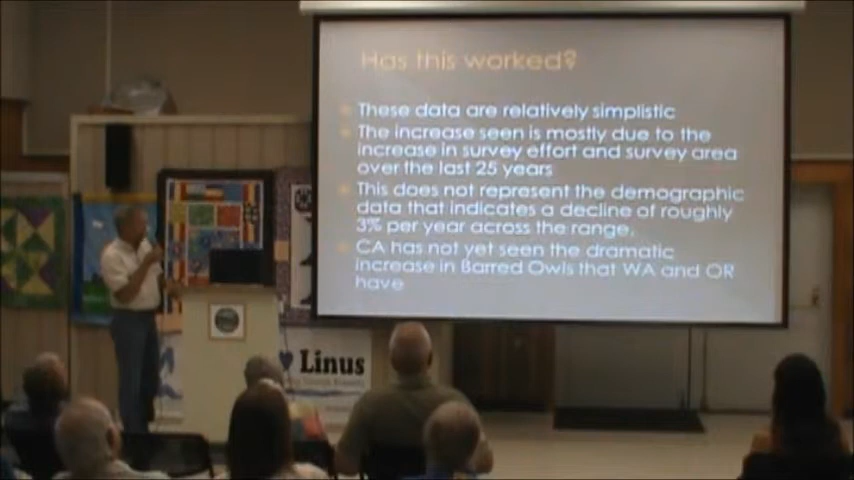 Has this worked?
These data are relatively simplistic
The increase seen is mostly due to the
increase in survey effort and survey area
over the last 25 years
This does not represent the demographic
data that indicates a decline of roughly
3% per year across the range.
CA has not yet seen the dramatic
increase in Barred Owls that WA and OR
have
Linus